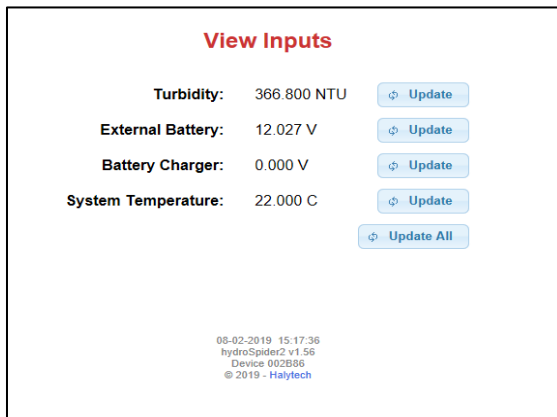 View Inputs
Turbidity: 366.800 NTU Update
External Battery: 12.027 V Update
Battery Charger: 0.000 V Update
System Temperature: 22.000 C Update
Update All
08-02-2019 15:17:36
hydroSpider2 v1.56
Device 002B86
© 2019 - Halytech